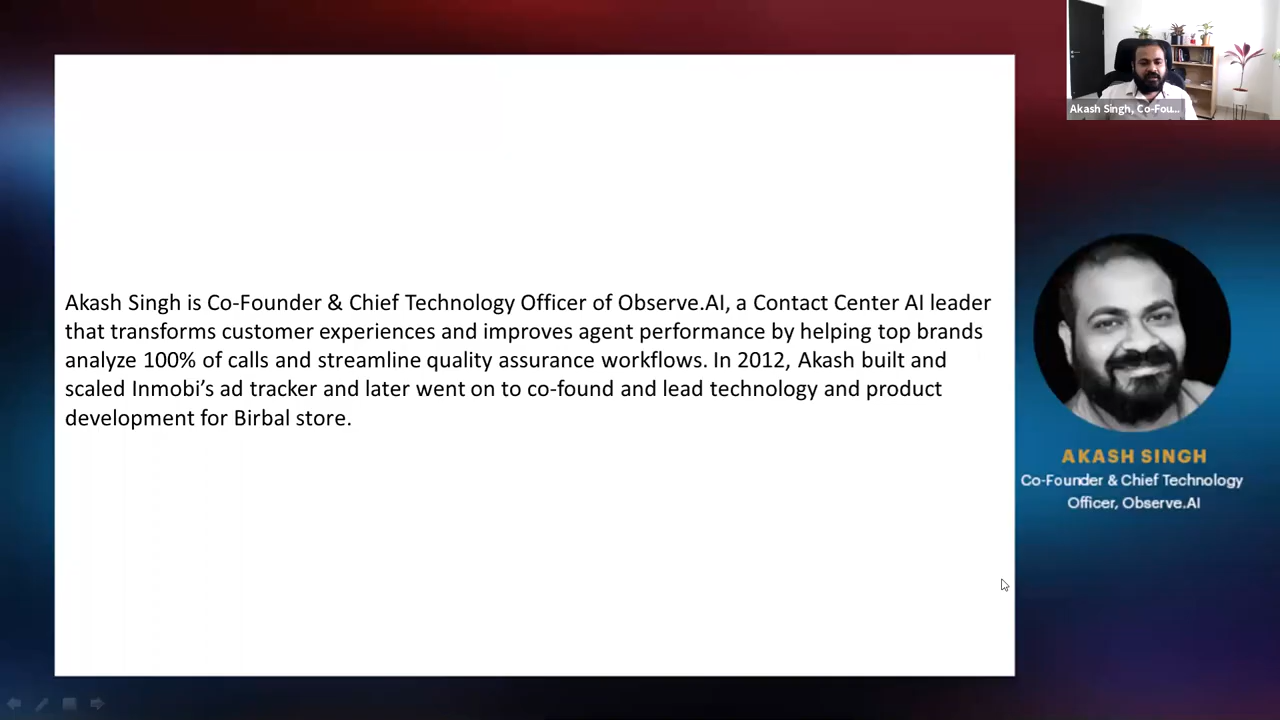 Akash Singh, Co-Fou...
Akash Singh is Co-Founder & Chief Technology Officer of Observe.AI, a Contact Center AI leader
that transforms customer experiences and improves agent performance by helping top brands
analyze 100% of calls and streamline quality assurance workflows. In 2012, Akash built and
scaled Inmobi’s ad tracker and later went on to co-found and lead technology and product
development for Birbal store.
AKASH SINGH
Co-Founder & Chief Technology
Officer, Observe.AI